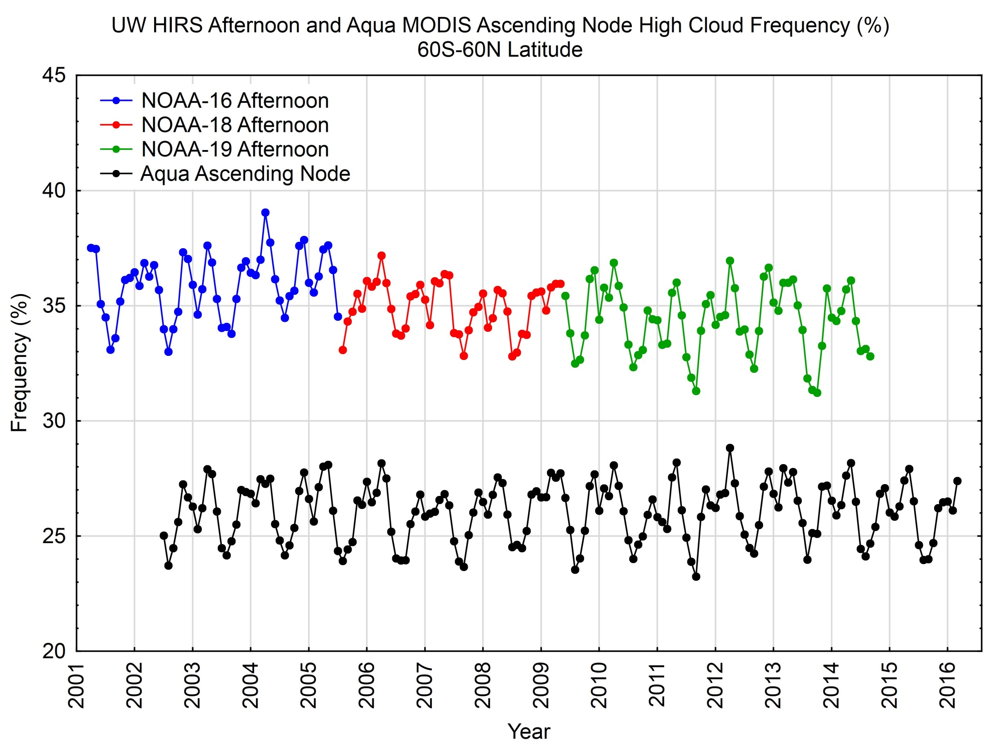 UW HIRS Afternoon and Aqua MODIS Ascending Node High Cloud Frequency (%)
60S-60N Latitude
45
40
35
30
25
20
Frequency (%)
NOAA-16 Afternoon
NOAA-18 Afternoon
NOAA-19 Afternoon
Aqua Ascending Node
2001
2002
2003
2004
2005
2006
2007
2008
2009
2010
2011
2012
2013
2014
2015
2016
Year